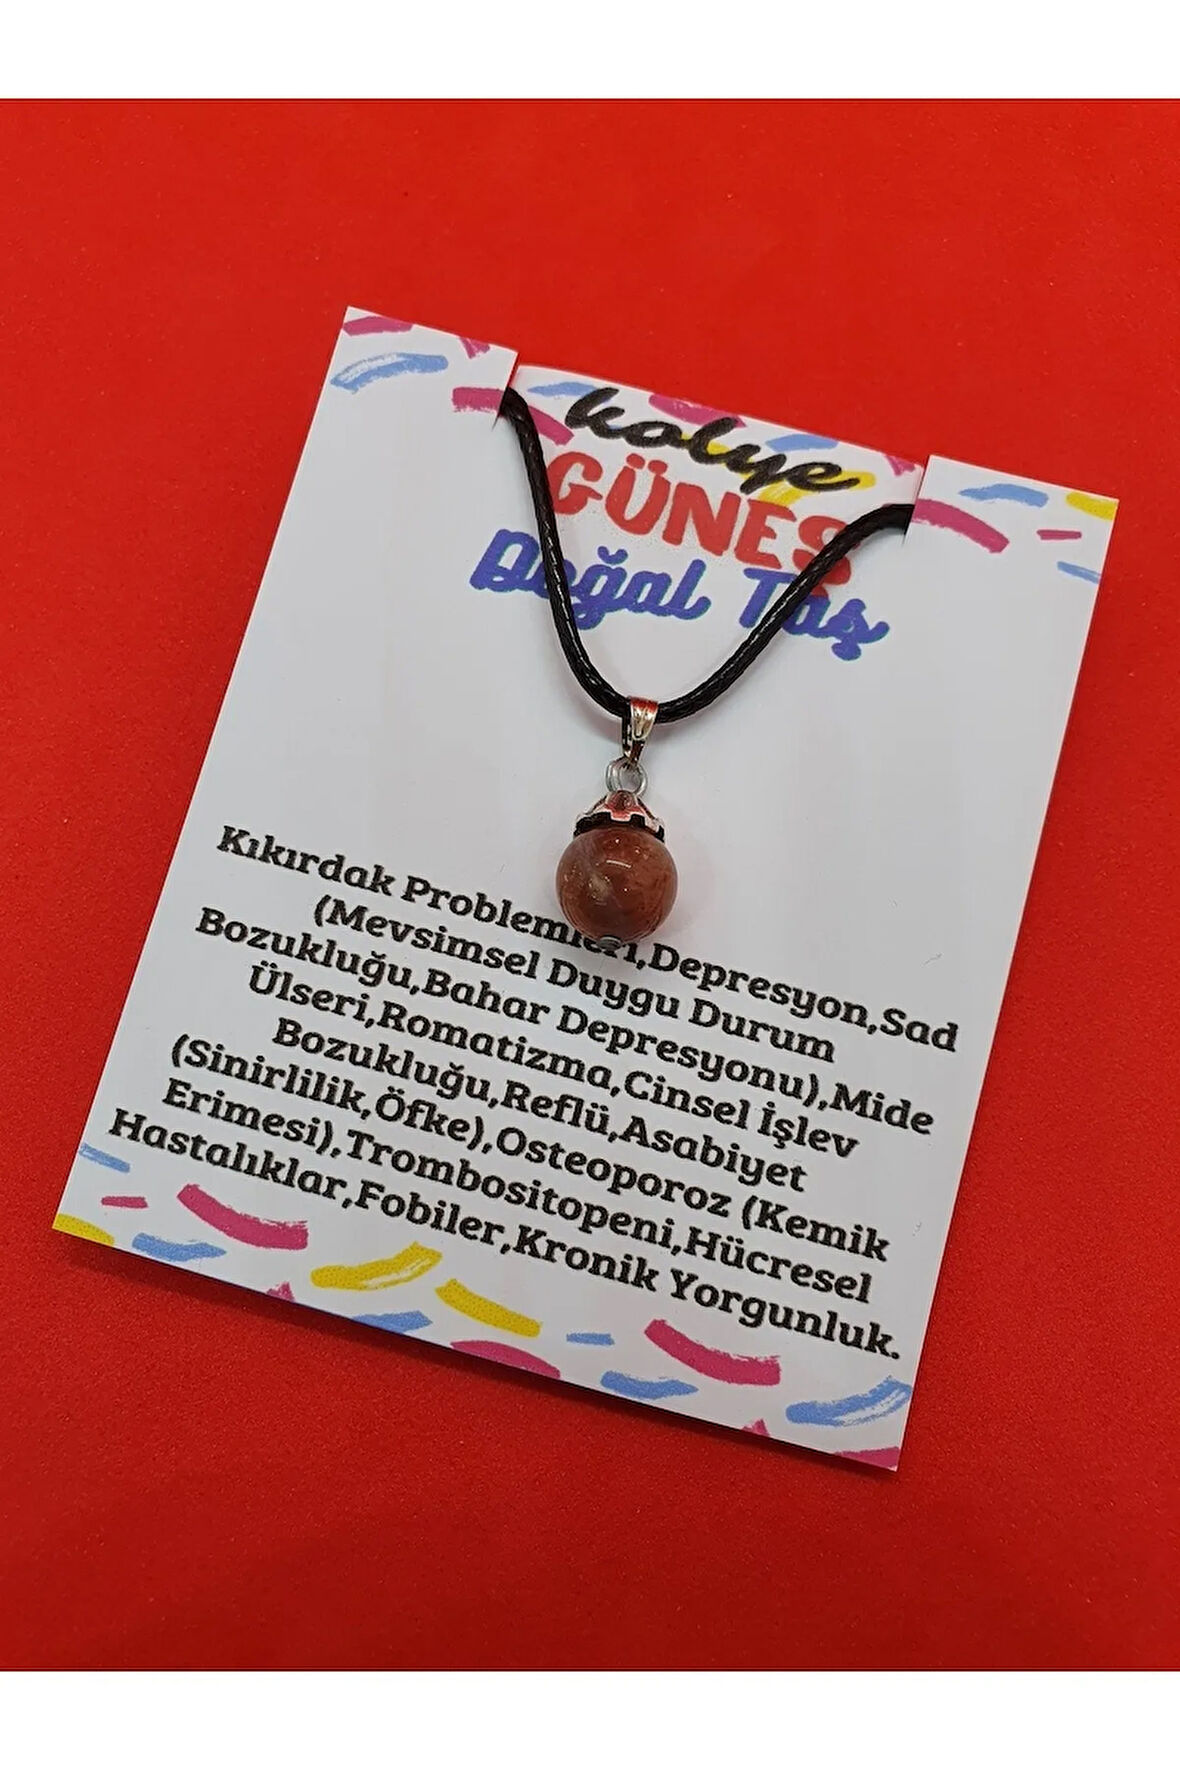 kolye
GÜNEŞ
Doğal Taş
Kıkırdak Problemleri,Depresyon,Sad
(Mevsimsel Duygu Durum
Bozukluğu,Bahar Depresyonu),Mide
Ülseri,Romatizma,Cinsel İşlev
Bozukluğu,Reflü,Asabiyet
(Sinirlilik,Öfke),Osteoporoz (Kemik
Erimesi),Trombositopeni,Hücresel
Hastalıklar,Fobiler,Kronik Yorgunluk.